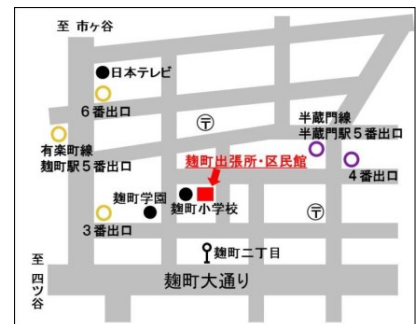 至 市ヶ谷
日本テレビ
6番出口
〒
半蔵門線
半蔵門駅5番出口
有楽町線
麹町駅5番出口
麹町出張所・区民館
4番出口
麹町学園
麹町小学校
〒
3番出口
麹町二丁目
至 四ツ谷
麹町大通り